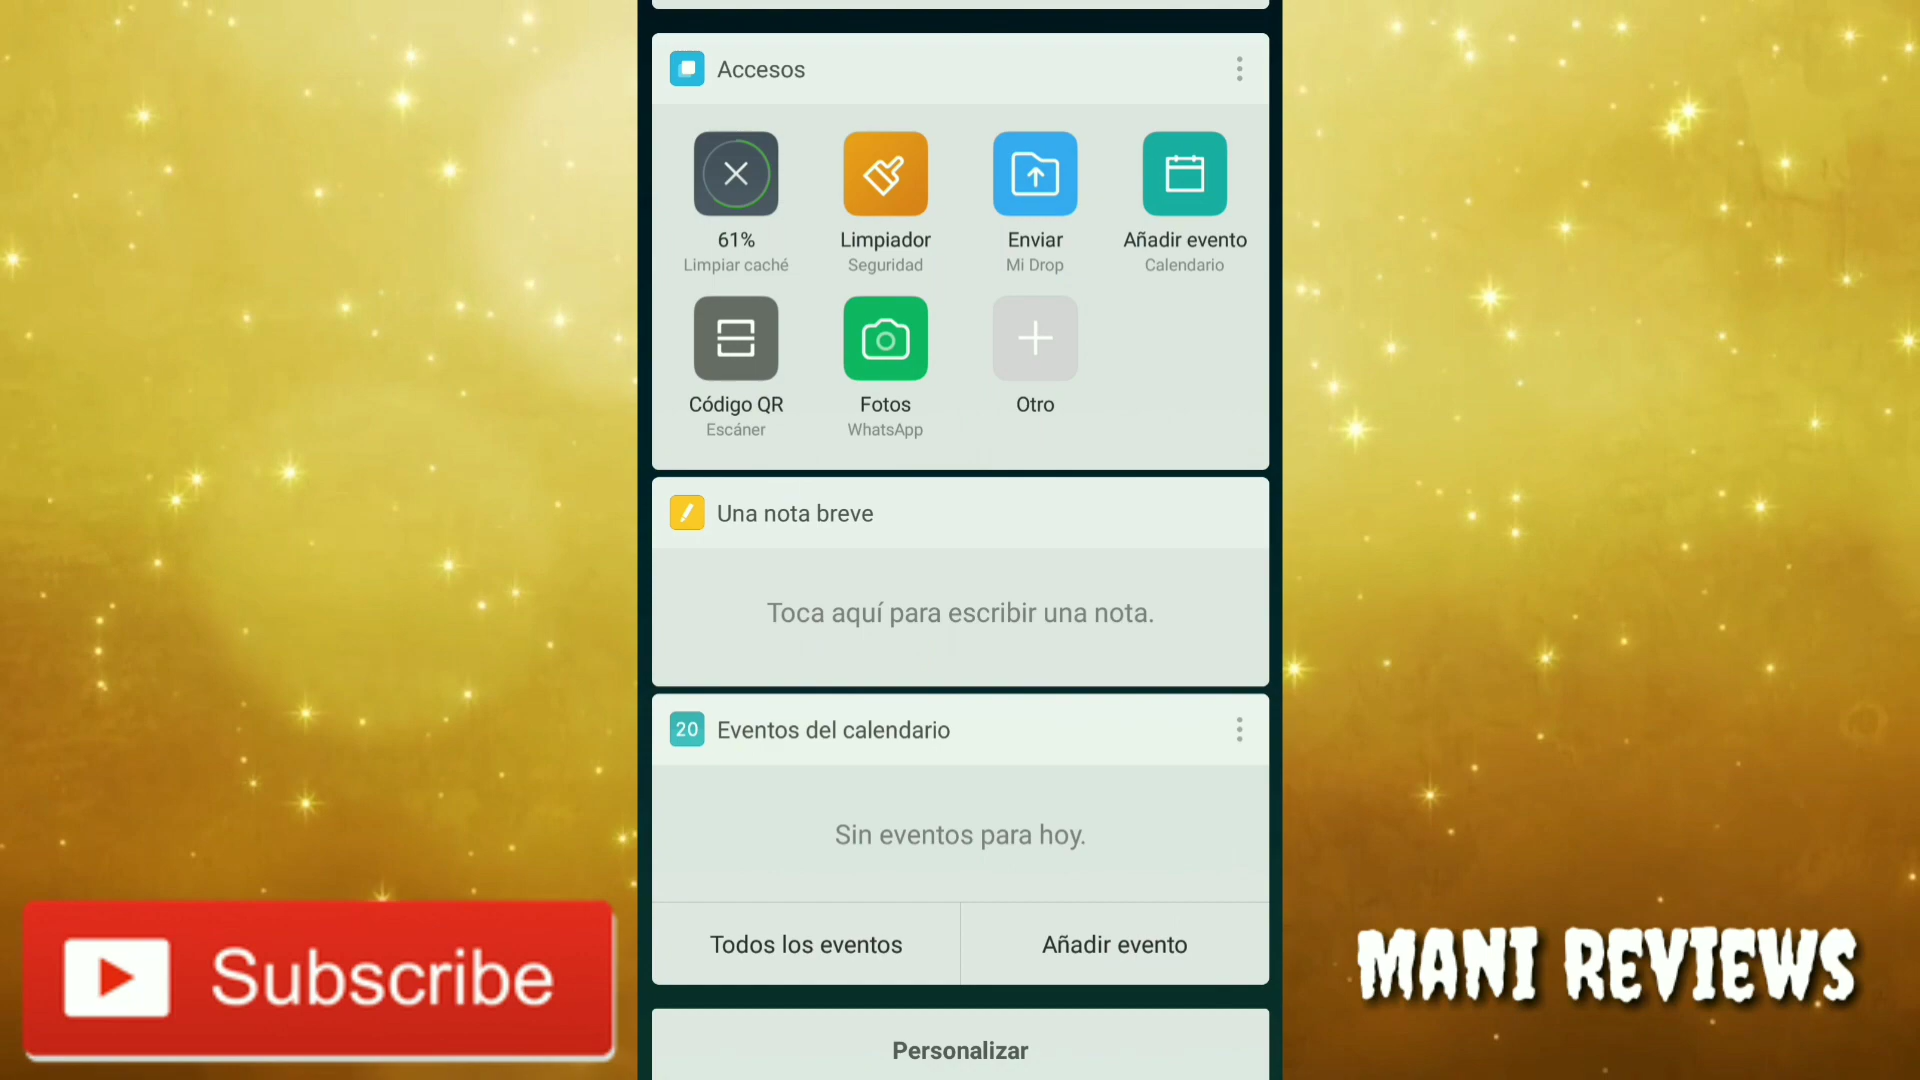 Accesos
61%
Limpiar caché
Limpiador
Seguridad
Enviar
Mi Drop
Añadir evento
Calendario
Código QR
Escáner
Fotos
WhatsApp
Otro
Una nota breve
Toca aquí para escribir una nota.
20
Eventos del calendario
Sin eventos para hoy.
Todos los eventos
Añadir evento
Personalizar
Subscribe
MANI REVIEWS